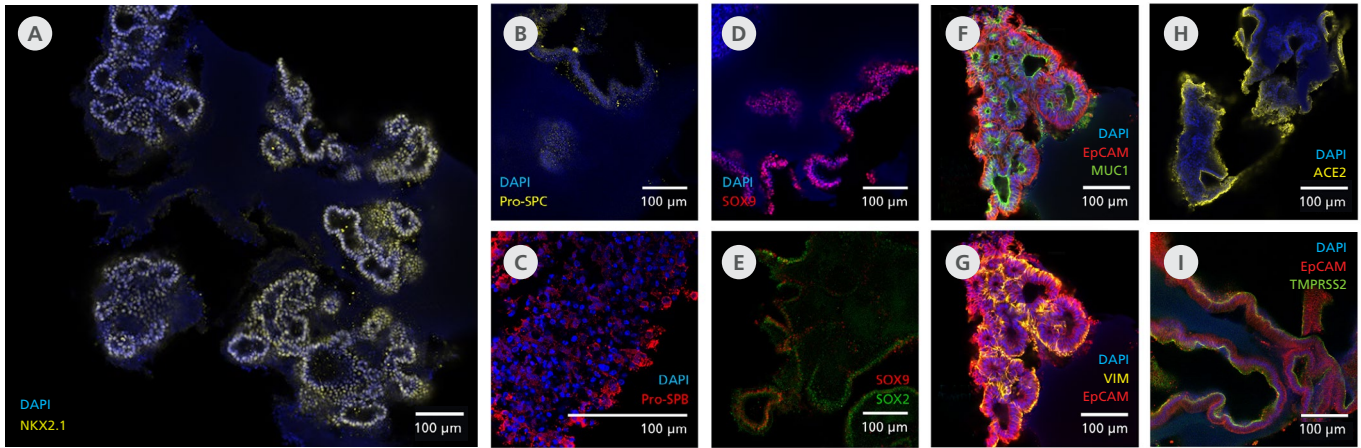 A
DAPI
NKX2.1
100 µm
B
DAPI
Pro-SPC
100 µm
C
DAPI
Pro-SPB
100 µm
D
DAPI
SOX9
100 µm
E
SOX9
SOX2
100 µm
F
DAPI
EpCAM
MUC1
100 µm
G
DAPI
VIM
EpCAM
100 µm
H
DAPI
ACE2
100 µm
I
DAPI
EpCAM
TMPRSS2
100 µm